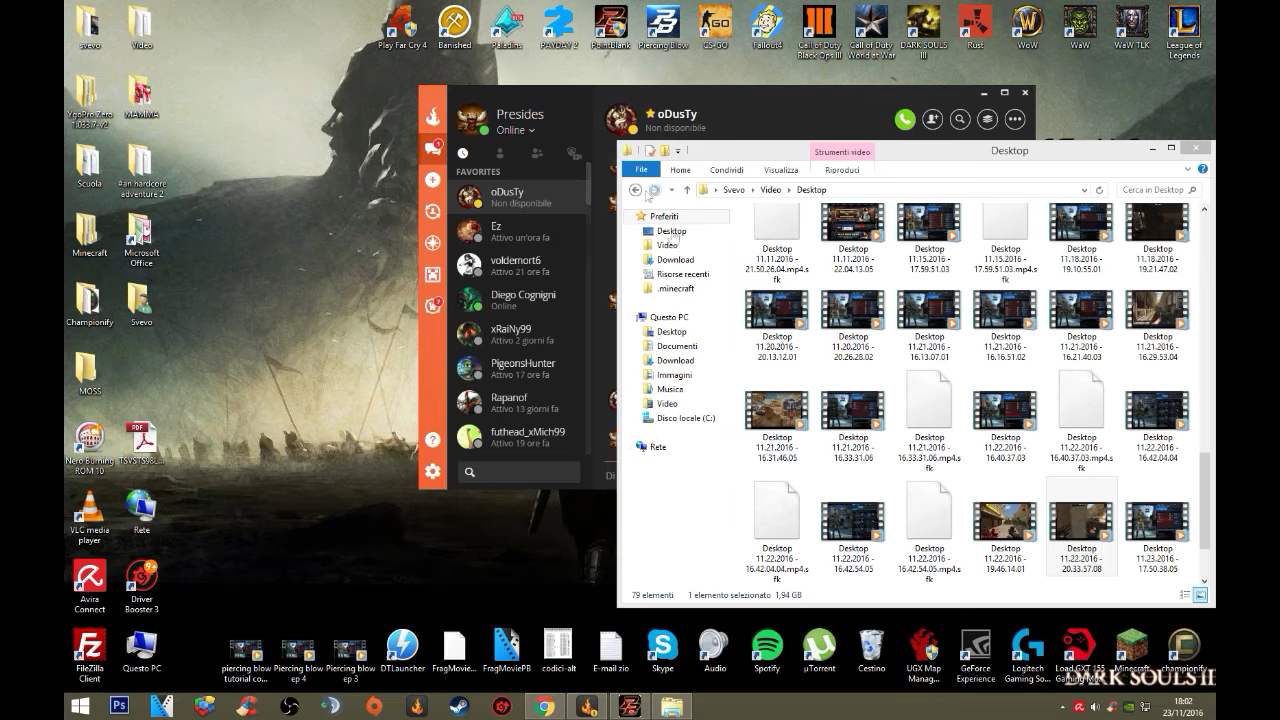 svevo
Video
YgoPro Zero
1.033.7-v2
MAMMA
Scuola
#an hardcore
adventure 2
Minecraft
Microsoft
Office
Championify
Svevo
MOSS
Nero Burning
ROM 10
TSVSTS98L...
VLC media
player
Rete
Avira
Connect
Driver
Booster 3
FileZilla
Client
Questo PC
Play Far Cry 4
Banished
Paladins
PAYDAY 2
PointBlank
Piercing Blow
CS-GO
Fallout4
Call of Duty
Black Ops III
Call of Duty
World at War
DARK SOULS
III
Rust
WoW
WaW
WaW TLK
League of
Legends
Presides
Online
FAVORITES
oDusTy
Non disponibile
Ez
Attivo un'ora fa
voldemort6
Attivo 21 ore fa
Diego Cognigni
Online
xRaiNy99
Attivo 2 giorni fa
PigeonsHunter
Attivo 17 ore fa
Rapanof
Attivo 13 giorni fa
futhead_xMich99
Attivo 19 ore fa
oDusTy
Non disponibile
Di
Strumenti video
Desktop
File
Home
Condividi
Visualizza
Riproduci
Svevo
Video
Desktop
Cerca in Desktop
Preferiti
Desktop
Video
Download
Risorse recenti
.minecraft
Questo PC
Desktop
Documenti
Download
Immagini
Musica
Video
Disco locale (C:)
Rete
Desktop
11.11.2016 -
21.50.26.04.mp4.s
fk
Desktop
11.11.2016 -
22.04.13.05
Desktop
11.15.2016 -
17.59.51.03
Desktop
11.15.2016 -
17.59.51.03.mp4.s
fk
Desktop
11.18.2016 -
19.10.55.01
Desktop
11.18.2016 -
19.21.47.02
Desktop
11.20.2016 -
20.13.12.01
Desktop
11.20.2016 -
20.26.28.02
Desktop
11.21.2016 -
16.13.07.01
Desktop
11.21.2016 -
16.16.51.02
Desktop
11.21.2016 -
16.21.40.03
Desktop
11.21.2016 -
16.29.53.04
Desktop
11.21.2016 -
16.31.46.05
Desktop
11.21.2016 -
16.33.31.06
Desktop
11.21.2016 -
16.33.31.06.mp4.s
fk
Desktop
11.22.2016 -
16.40.37.03
Desktop
11.22.2016 -
16.40.37.03.mp4.s
fk
Desktop
11.22.2016 -
16.42.04.04
Desktop
11.22.2016 -
16.42.04.04.mp4.s
fk
Desktop
11.22.2016 -
16.42.54.05
Desktop
11.22.2016 -
16.42.54.05.mp4.s
fk
Desktop
11.22.2016 -
19.46.14.01
Desktop
11.22.2016 -
20.33.57.08
Desktop
11.23.2016 -
17.50.38.05
79 elementi
1 elemento selezionato 1,94 GB
piercing blow
tutorial co...
Piercing blow
ep 4
Piercing blow
ep 3
DTLauncher
FragMovie...
FragMoviePB
codici-alt
E-mail zio
Skype
Audio
Spotify
µTorrent
Cestino
UGX Map
Manag...
GeForce
Experience
Logitech
Gaming So...
Load GXT 155
Gaming Mo...
Minecraft
championify
DARK SOULS II
18:02
23/11/2016